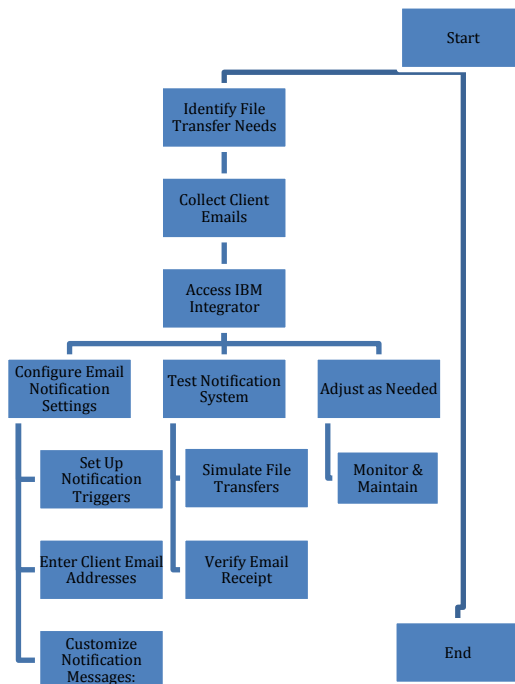 Start
Identify File
Transfer Needs
Collect Client
Emails
Access IBM
Integrator
Configure Email
Notification
Settings
Test Notification
System
Adjust as Needed
Set Up
Notification
Triggers
Simulate File
Transfers
Monitor &
Maintain
Enter Client Email
Addresses
Verify Email
Receipt
Customize
Notification
Messages:
End